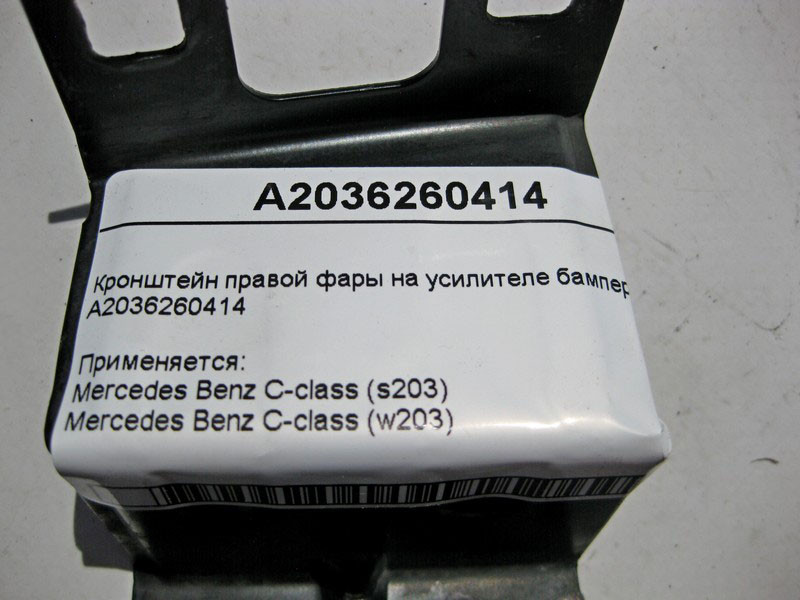 A2036260414
Кронштейн правой фары на усилителе бампер
A2036260414
Применяется:
Mercedes Benz C-class (s203)
Mercedes Benz C-class (w203)